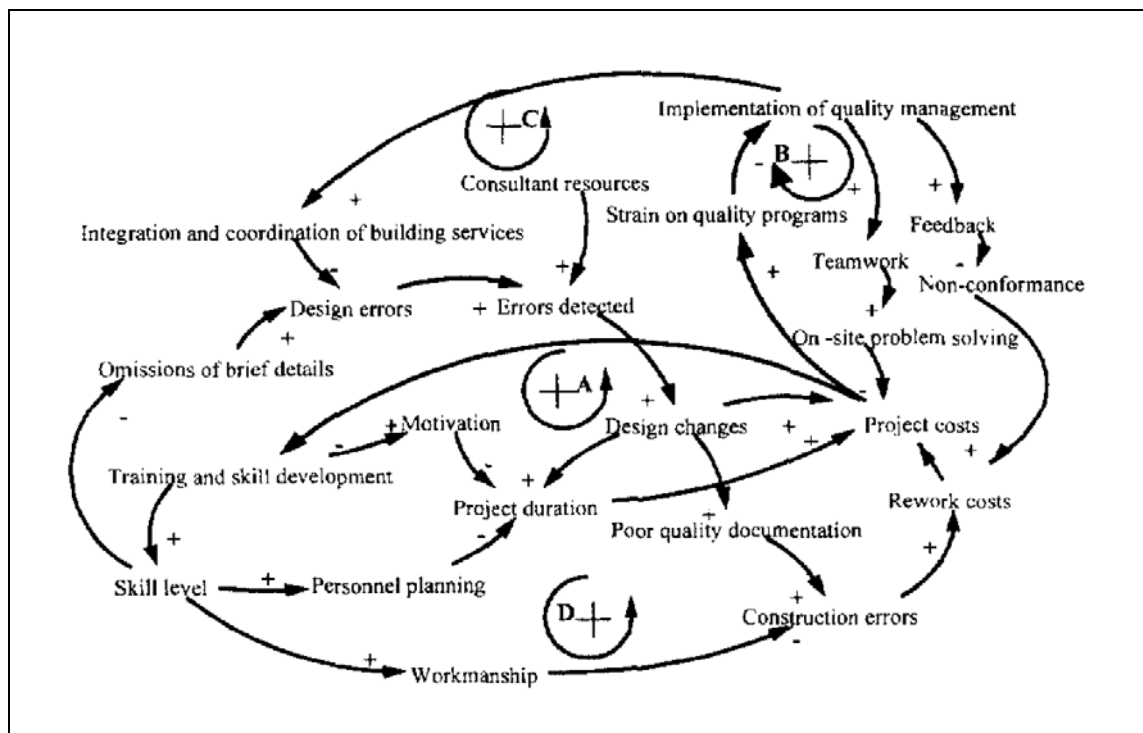 Implementation of quality management
C
B
-
+
+
Consultant resources
Strain on quality programs
Feedback
+
Integration and coordination of building services
Teamwork
-
-
+
+
Non-conformance
Design errors
+
Errors detected
+
+
On -site problem solving
Omissions of brief details
A
-
+
-
+
Motivation
Design changes
+
Project costs
-
+
+
Training and skill development
-
+
Project duration
Rework costs
+
-
+
Poor quality documentation
+
Skill level
+
Personnel planning
D
+
Construction errors
-
+
Workmanship